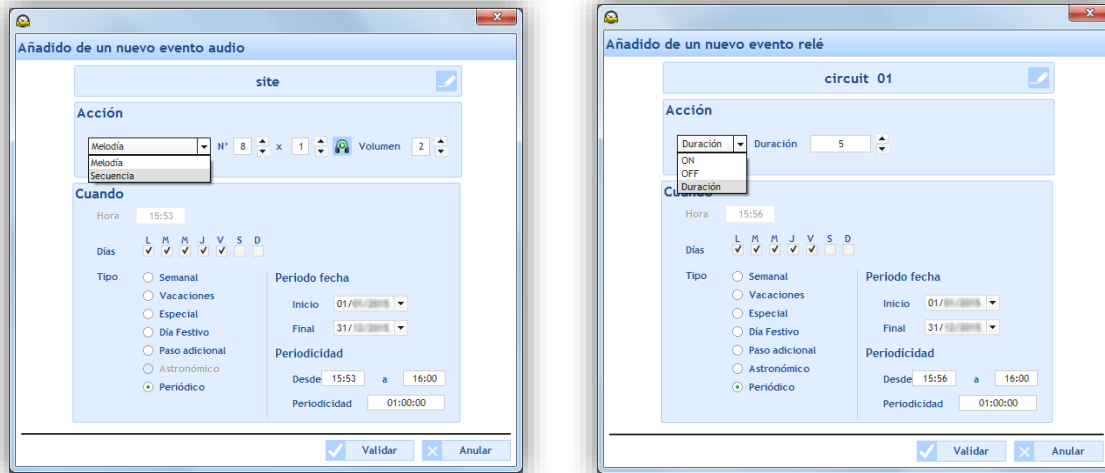 Añadido de un nuevo evento audio
site
Acción
Melodía N° 8 x 1 Volumen 2
Melodía
Secuencia
Cuando
Hora 15:53
L M M J V S D
Días
Tipo
Semanal
Vacaciones
Especial
Día Festivo
Paso adicional
Astronómico
Periódico
Periodo fecha
Inicio 01/
Final 31/
Periodicidad
Desde 15:53 a 16:00
Periodicidad 01:00:00
Validar Anular
Añadido de un nuevo evento relé
circuit 01
Acción
Duración Duración 5
ON
OFF
Duración
Hora 15:56
L M M J V S D
Días
Tipo
Semanal
Vacaciones
Especial
Día Festivo
Paso adicional
Astronómico
Periódico
Periodo fecha
Inicio 01/
Final 31/
Periodicidad
Desde 15:56 a 16:00
Periodicidad 01:00:00
Validar Anular